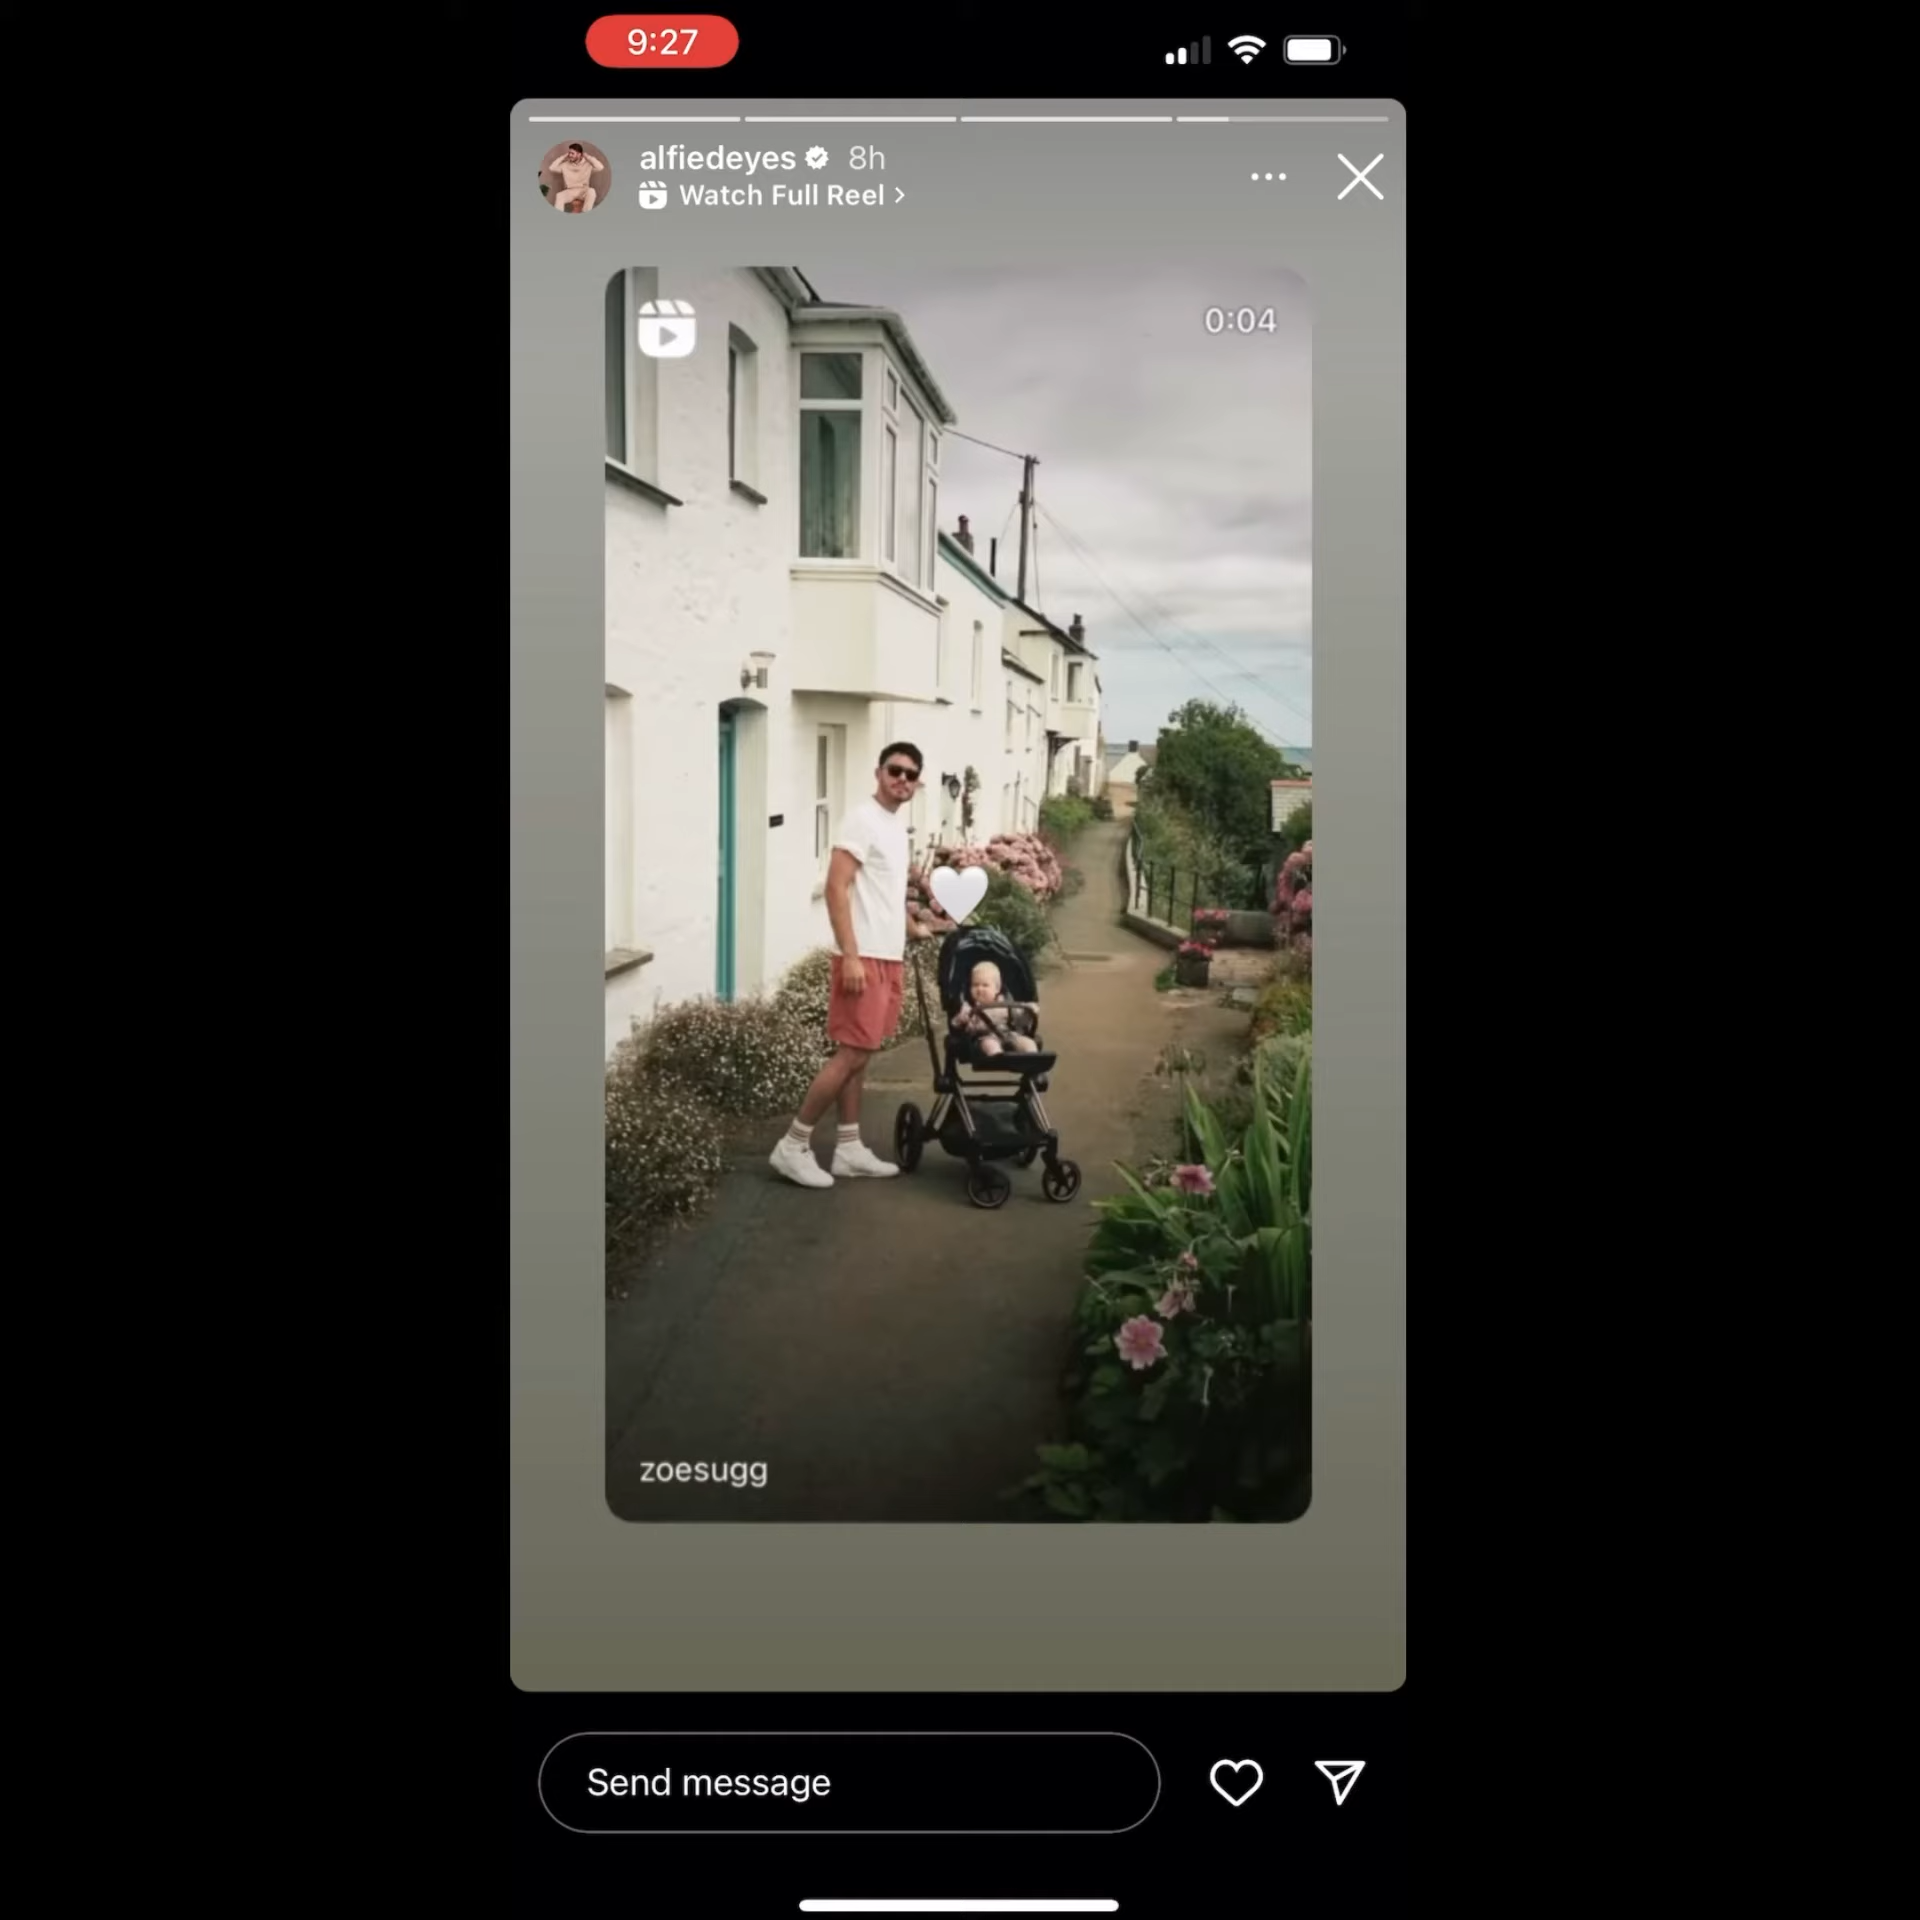 9:27
alfiedeyes 8h
Watch Full Reel >
0:04
zoesugg
Send message